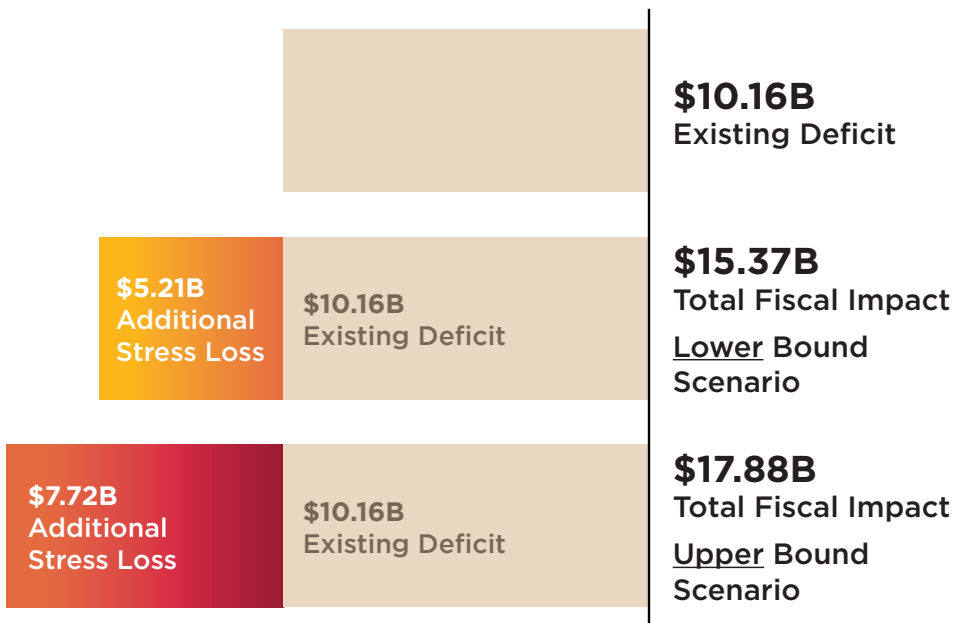 $10.16B
Existing Deficit
$5.21B
Additional
Stress Loss
$10.16B
Existing Deficit
$15.37B
Total Fiscal Impact
Lower Bound
Scenario
$7.72B
Additional
Stress Loss
$10.16B
Existing Deficit
$17.88B
Total Fiscal Impact
Upper Bound
Scenario